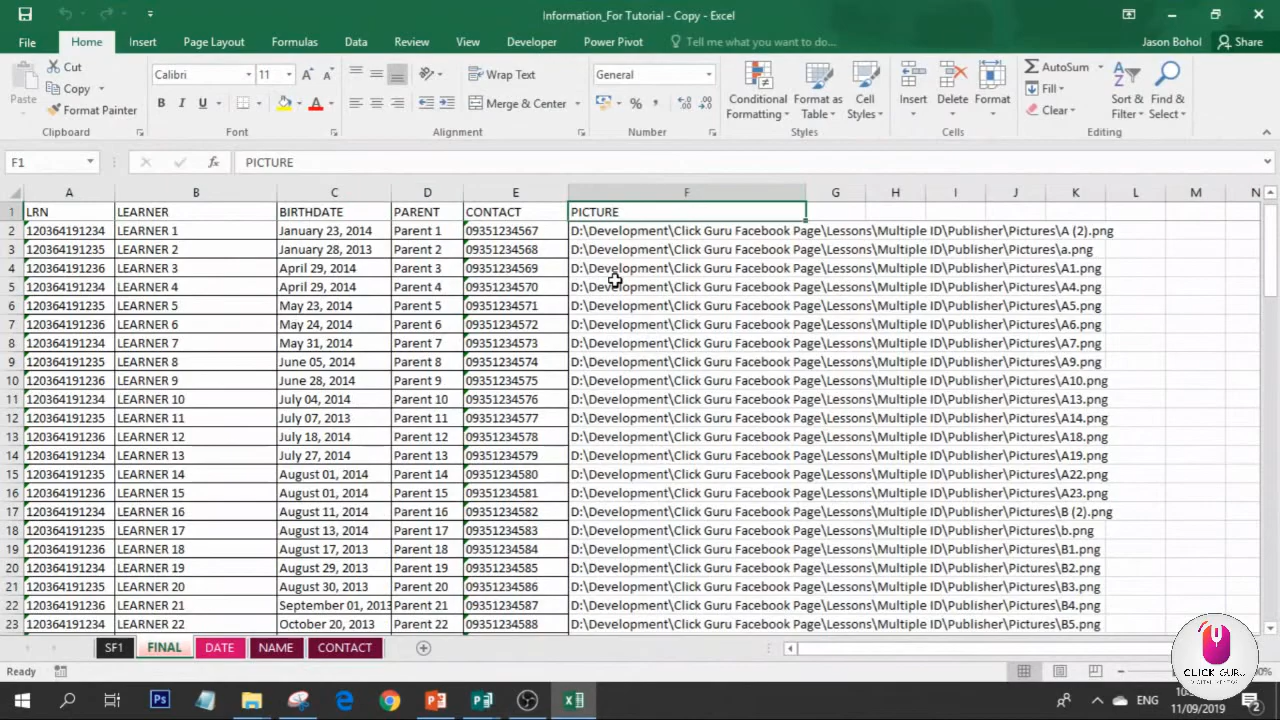 Information_For Tutorial - Copy - Excel
File Home Insert Page Layout Formulas Data Review View Developer Power Pivot Tell me what you want to do... Jason Bohol Share
Paste Cut Copy Format Painter Clipboard
Calibri 11 Font
Wrap Text Merge & Center Alignment
General Number
Conditional Formatting Format as Table Cell Styles Styles
Insert Delete Format Cells
AutoSum Fill Clear Sort & Filter Find & Select Editing
F1 fx PICTURE
A B C D E F G H I J K L M N
1 LRN LEARNER BIRTHDATE PARENT CONTACT PICTURE
2 120364191234 LEARNER 1 January 23, 2014 Parent 1 09351234567 D:\Development\Click Guru Facebook Page\Lessons\Multiple ID\Publisher\Pictures\A (2).png
3 120364191235 LEARNER 2 January 28, 2013 Parent 2 09351234568 D:\Development\Click Guru Facebook Page\Lessons\Multiple ID\Publisher\Pictures\a.png
4 120364191236 LEARNER 3 April 29, 2014 Parent 3 09351234569 D:\Development\Click Guru Facebook Page\Lessons\Multiple ID\Publisher\Pictures\A1.png
5 120364191235 LEARNER 4 April 29, 2014 Parent 4 09351234570 D:\Development\Click Guru Facebook Page\Lessons\Multiple ID\Publisher\Pictures\A4.png
6 120364191234 LEARNER 5 May 23, 2014 Parent 5 09351234571 D:\Development\Click Guru Facebook Page\Lessons\Multiple ID\Publisher\Pictures\A5.png
7 120364191236 LEARNER 6 May 24, 2014 Parent 6 09351234572 D:\Development\Click Guru Facebook Page\Lessons\Multiple ID\Publisher\Pictures\A6.png
8 120364191234 LEARNER 7 May 31, 2014 Parent 7 09351234573 D:\Development\Click Guru Facebook Page\Lessons\Multiple ID\Publisher\Pictures\A7.png
9 120364191235 LEARNER 8 June 05, 2014 Parent 8 09351234574 D:\Development\Click Guru Facebook Page\Lessons\Multiple ID\Publisher\Pictures\A9.png
10 120364191236 LEARNER 9 June 28, 2014 Parent 9 09351234575 D:\Development\Click Guru Facebook Page\Lessons\Multiple ID\Publisher\Pictures\A10.png
11 120364191234 LEARNER 10 July 04, 2014 Parent 10 09351234576 D:\Development\Click Guru Facebook Page\Lessons\Multiple ID\Publisher\Pictures\A13.png
12 120364191235 LEARNER 11 July 07, 2013 Parent 11 09351234577 D:\Development\Click Guru Facebook Page\Lessons\Multiple ID\Publisher\Pictures\A14.png
13 120364191236 LEARNER 12 July 18, 2014 Parent 12 09351234578 D:\Development\Click Guru Facebook Page\Lessons\Multiple ID\Publisher\Pictures\A18.png
14 120364191234 LEARNER 13 July 27, 2014 Parent 13 09351234579 D:\Development\Click Guru Facebook Page\Lessons\Multiple ID\Publisher\Pictures\A19.png
15 120364191235 LEARNER 14 August 01, 2014 Parent 14 09351234580 D:\Development\Click Guru Facebook Page\Lessons\Multiple ID\Publisher\Pictures\A22.png
16 120364191236 LEARNER 15 August 01, 2014 Parent 15 09351234581 D:\Development\Click Guru Facebook Page\Lessons\Multiple ID\Publisher\Pictures\A23.png
17 120364191236 LEARNER 16 August 11, 2014 Parent 16 09351234582 D:\Development\Click Guru Facebook Page\Lessons\Multiple ID\Publisher\Pictures\B (2).png
18 120364191235 LEARNER 17 August 13, 2014 Parent 17 09351234583 D:\Development\Click Guru Facebook Page\Lessons\Multiple ID\Publisher\Pictures\b.png
19 120364191236 LEARNER 18 August 17, 2013 Parent 18 09351234584 D:\Development\Click Guru Facebook Page\Lessons\Multiple ID\Publisher\Pictures\B1.png
20 120364191234 LEARNER 19 August 29, 2013 Parent 19 09351234585 D:\Development\Click Guru Facebook Page\Lessons\Multiple ID\Publisher\Pictures\B2.png
21 120364191235 LEARNER 20 August 30, 2013 Parent 20 09351234586 D:\Development\Click Guru Facebook Page\Lessons\Multiple ID\Publisher\Pictures\B3.png
22 120364191236 LEARNER 21 September 01, 2013 Parent 21 09351234587 D:\Development\Click Guru Facebook Page\Lessons\Multiple ID\Publisher\Pictures\B4.png
23 120364191234 LEARNER 22 October 20, 2013 Parent 22 09351234588 D:\Development\Click Guru Facebook Page\Lessons\Multiple ID\Publisher\Pictures\B5.png
SF1 FINAL DATE NAME CONTACT
Ready
CLICK GURU
ENG
11/09/2019
2